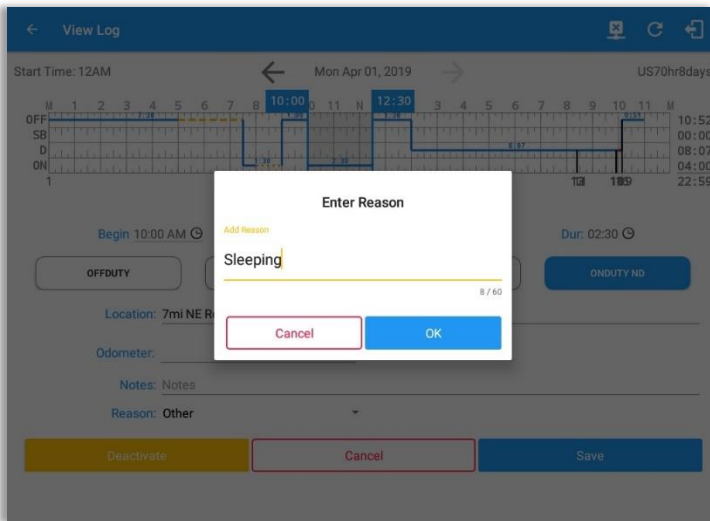 View Log
Start Time: 12AM Mon Apr 01, 2019 US70hr8days
M 1 2 3 4 5 6 7 8 10:00 11 N 12:30 3 4 5 6 7 8 9 10 11 M
OFF 10:52
SB 00:00
D 08:07
ON 04:00
22:59
Enter Reason
Begin 10:00 AM Add Reason Dur: 02:30
Sleeping
OFFDUTY ONDUTY ND
8 / 60
Location: 7mi NE
Cancel OK
Odometer:
Notes: Notes
Reason: Other
Deactivate Cancel Save